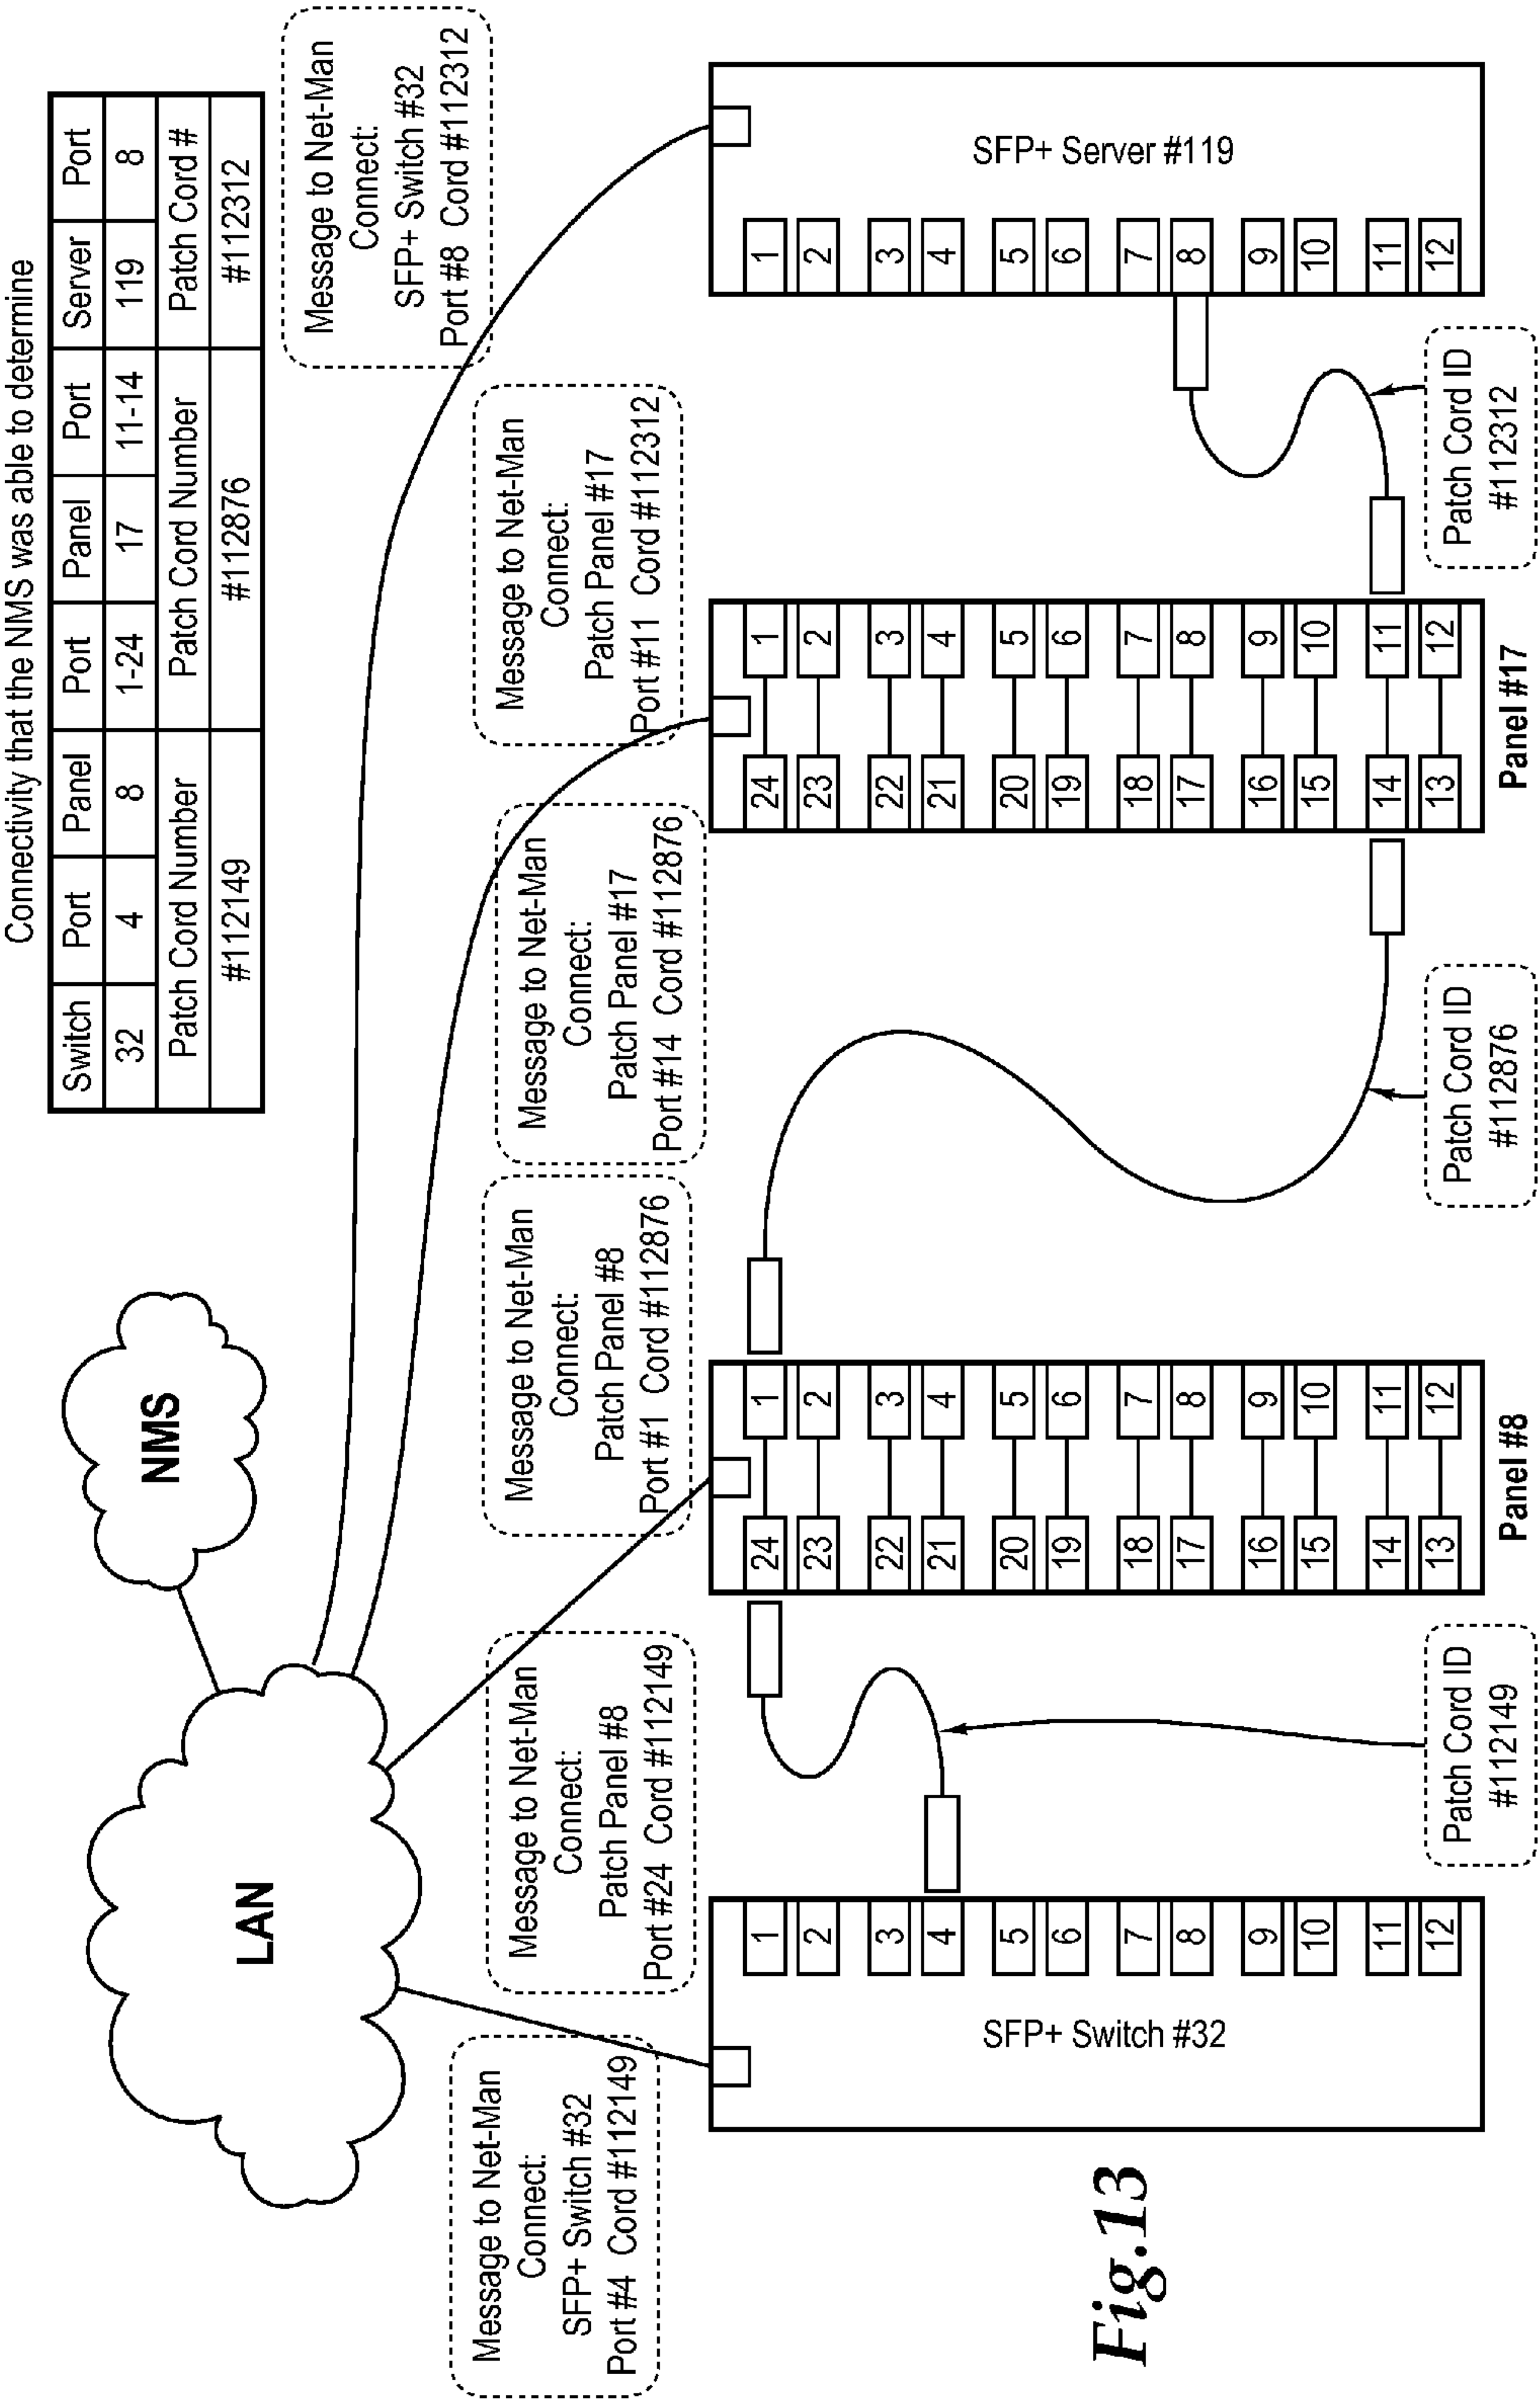 Connectivity that the NMS was able to determine
Switch Port Panel Port Panel Port Server Port
32 4 8 1-24 17 11-14 119 8
Patch Cord Number Patch Cord Number Patch Cord #
#112149 #112876 #112312
NMS
LAN
Message to Net-Man
Connect:
SFP+ Switch #32
Port #4 Cord #112149
Message to Net-Man
Connect:
Patch Panel #8
Port #24 Cord #112149
Message to Net-Man
Connect:
Patch Panel #8
Port #1 Cord #112876
Message to Net-Man
Connect:
Patch Panel #17
Port #14 Cord #112876
Message to Net-Man
Connect:
Patch Panel #17
Port #11 Cord #112312
Message to Net-Man
Connect:
SFP+ Switch #32
Port #8 Cord #112312
SFP+ Switch #32
1
2
3
4
5
6
7
8
9
10
11
12
24 1
23 2
22 3
21 4
20 5
19 6
18 7
17 8
16 9
15 10
14 11
13 12
Panel #8
24 1
23 2
22 3
21 4
20 5
19 6
18 7
17 8
16 9
15 10
14 11
13 12
Panel #17
1
2
3
4
5
6
7
8
9
10
11
12
SFP+ Server #119
Patch Cord ID
#112149
Patch Cord ID
#112876
Patch Cord ID
#112312
Fig.13